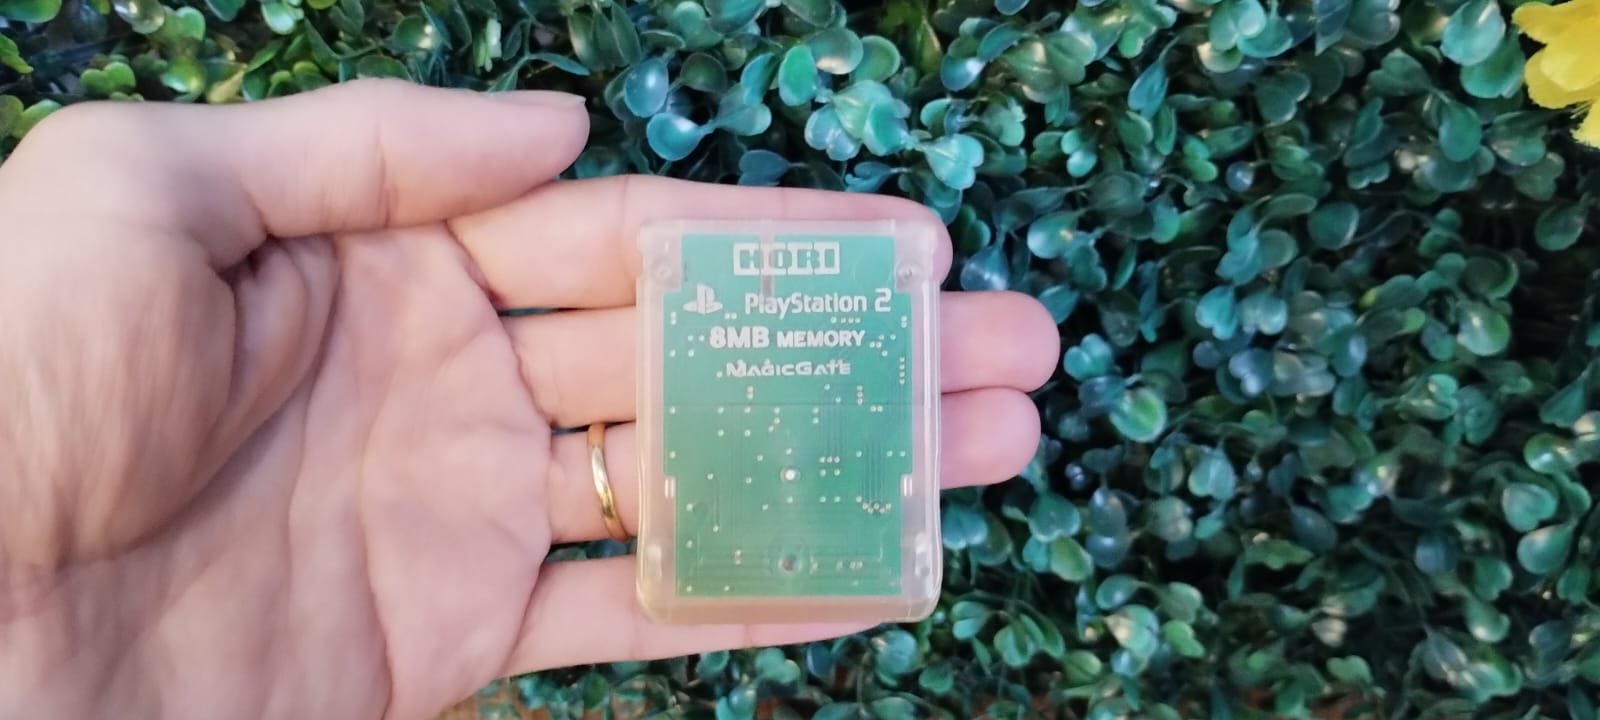 HORI
PlayStation 2
8MB MEMORY
MAGICGATE